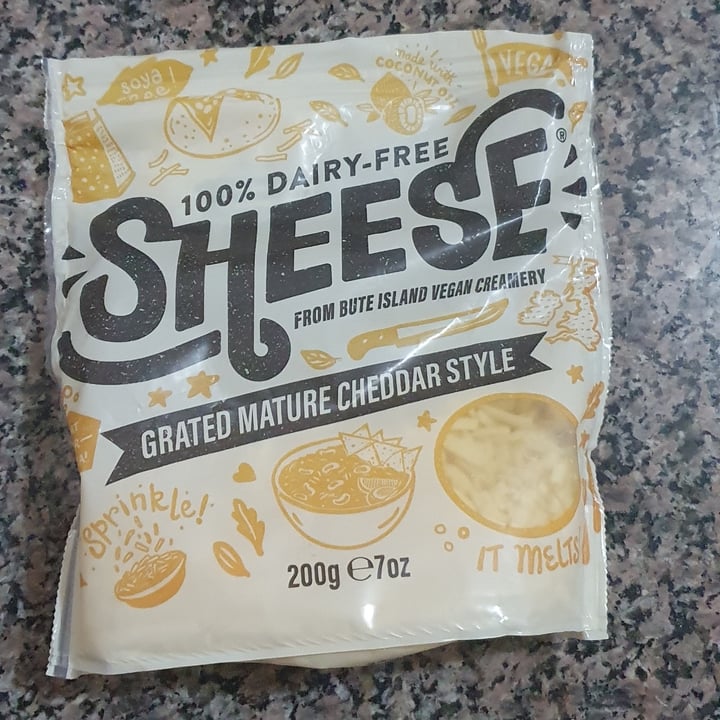 soya
free!
made with
COCONUT OIL
VEGAN
100% DAIRY-FREE
SHEESE®
FROM BUTE ISLAND VEGAN CREAMERY
GRATED MATURE CHEDDAR STYLE
Sprinkle!
IT MELTS
200g ℮ 7oz